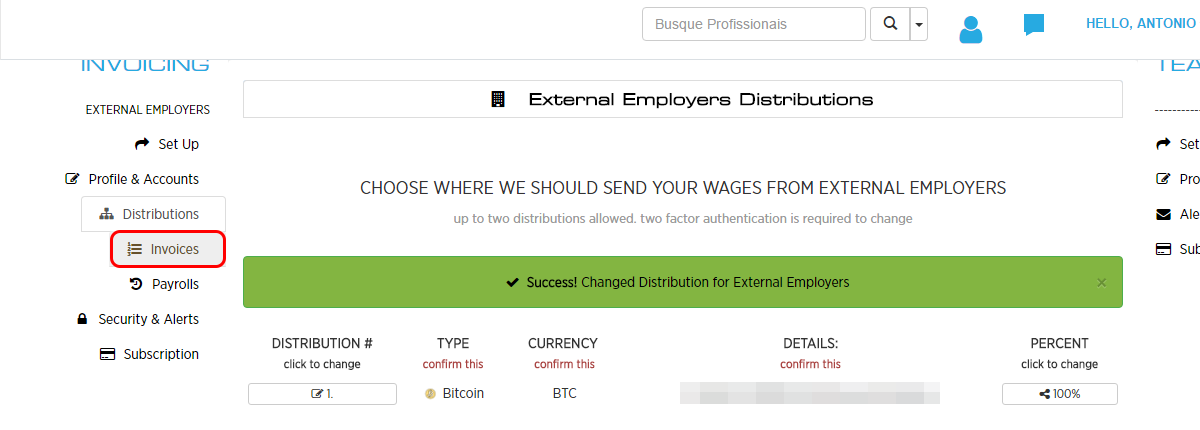 Busque Profissionais
HELLO, ANTONIO
INVOICING
EXTERNAL EMPLOYERS
Set Up
Profile & Accounts
Distributions
Invoices
Payrolls
Security & Alerts
Subscription
External Employers Distributions
CHOOSE WHERE WE SHOULD SEND YOUR WAGES FROM EXTERNAL EMPLOYERS
up to two distributions allowed. two factor authentication is required to change
Success! Changed Distribution for External Employers ×
DISTRIBUTION # TYPE CURRENCY DETAILS: PERCENT
click to change confirm this confirm this confirm this click to change
1. Bitcoin BTC 100%
TEA
Set
Pro
Ale
Sub